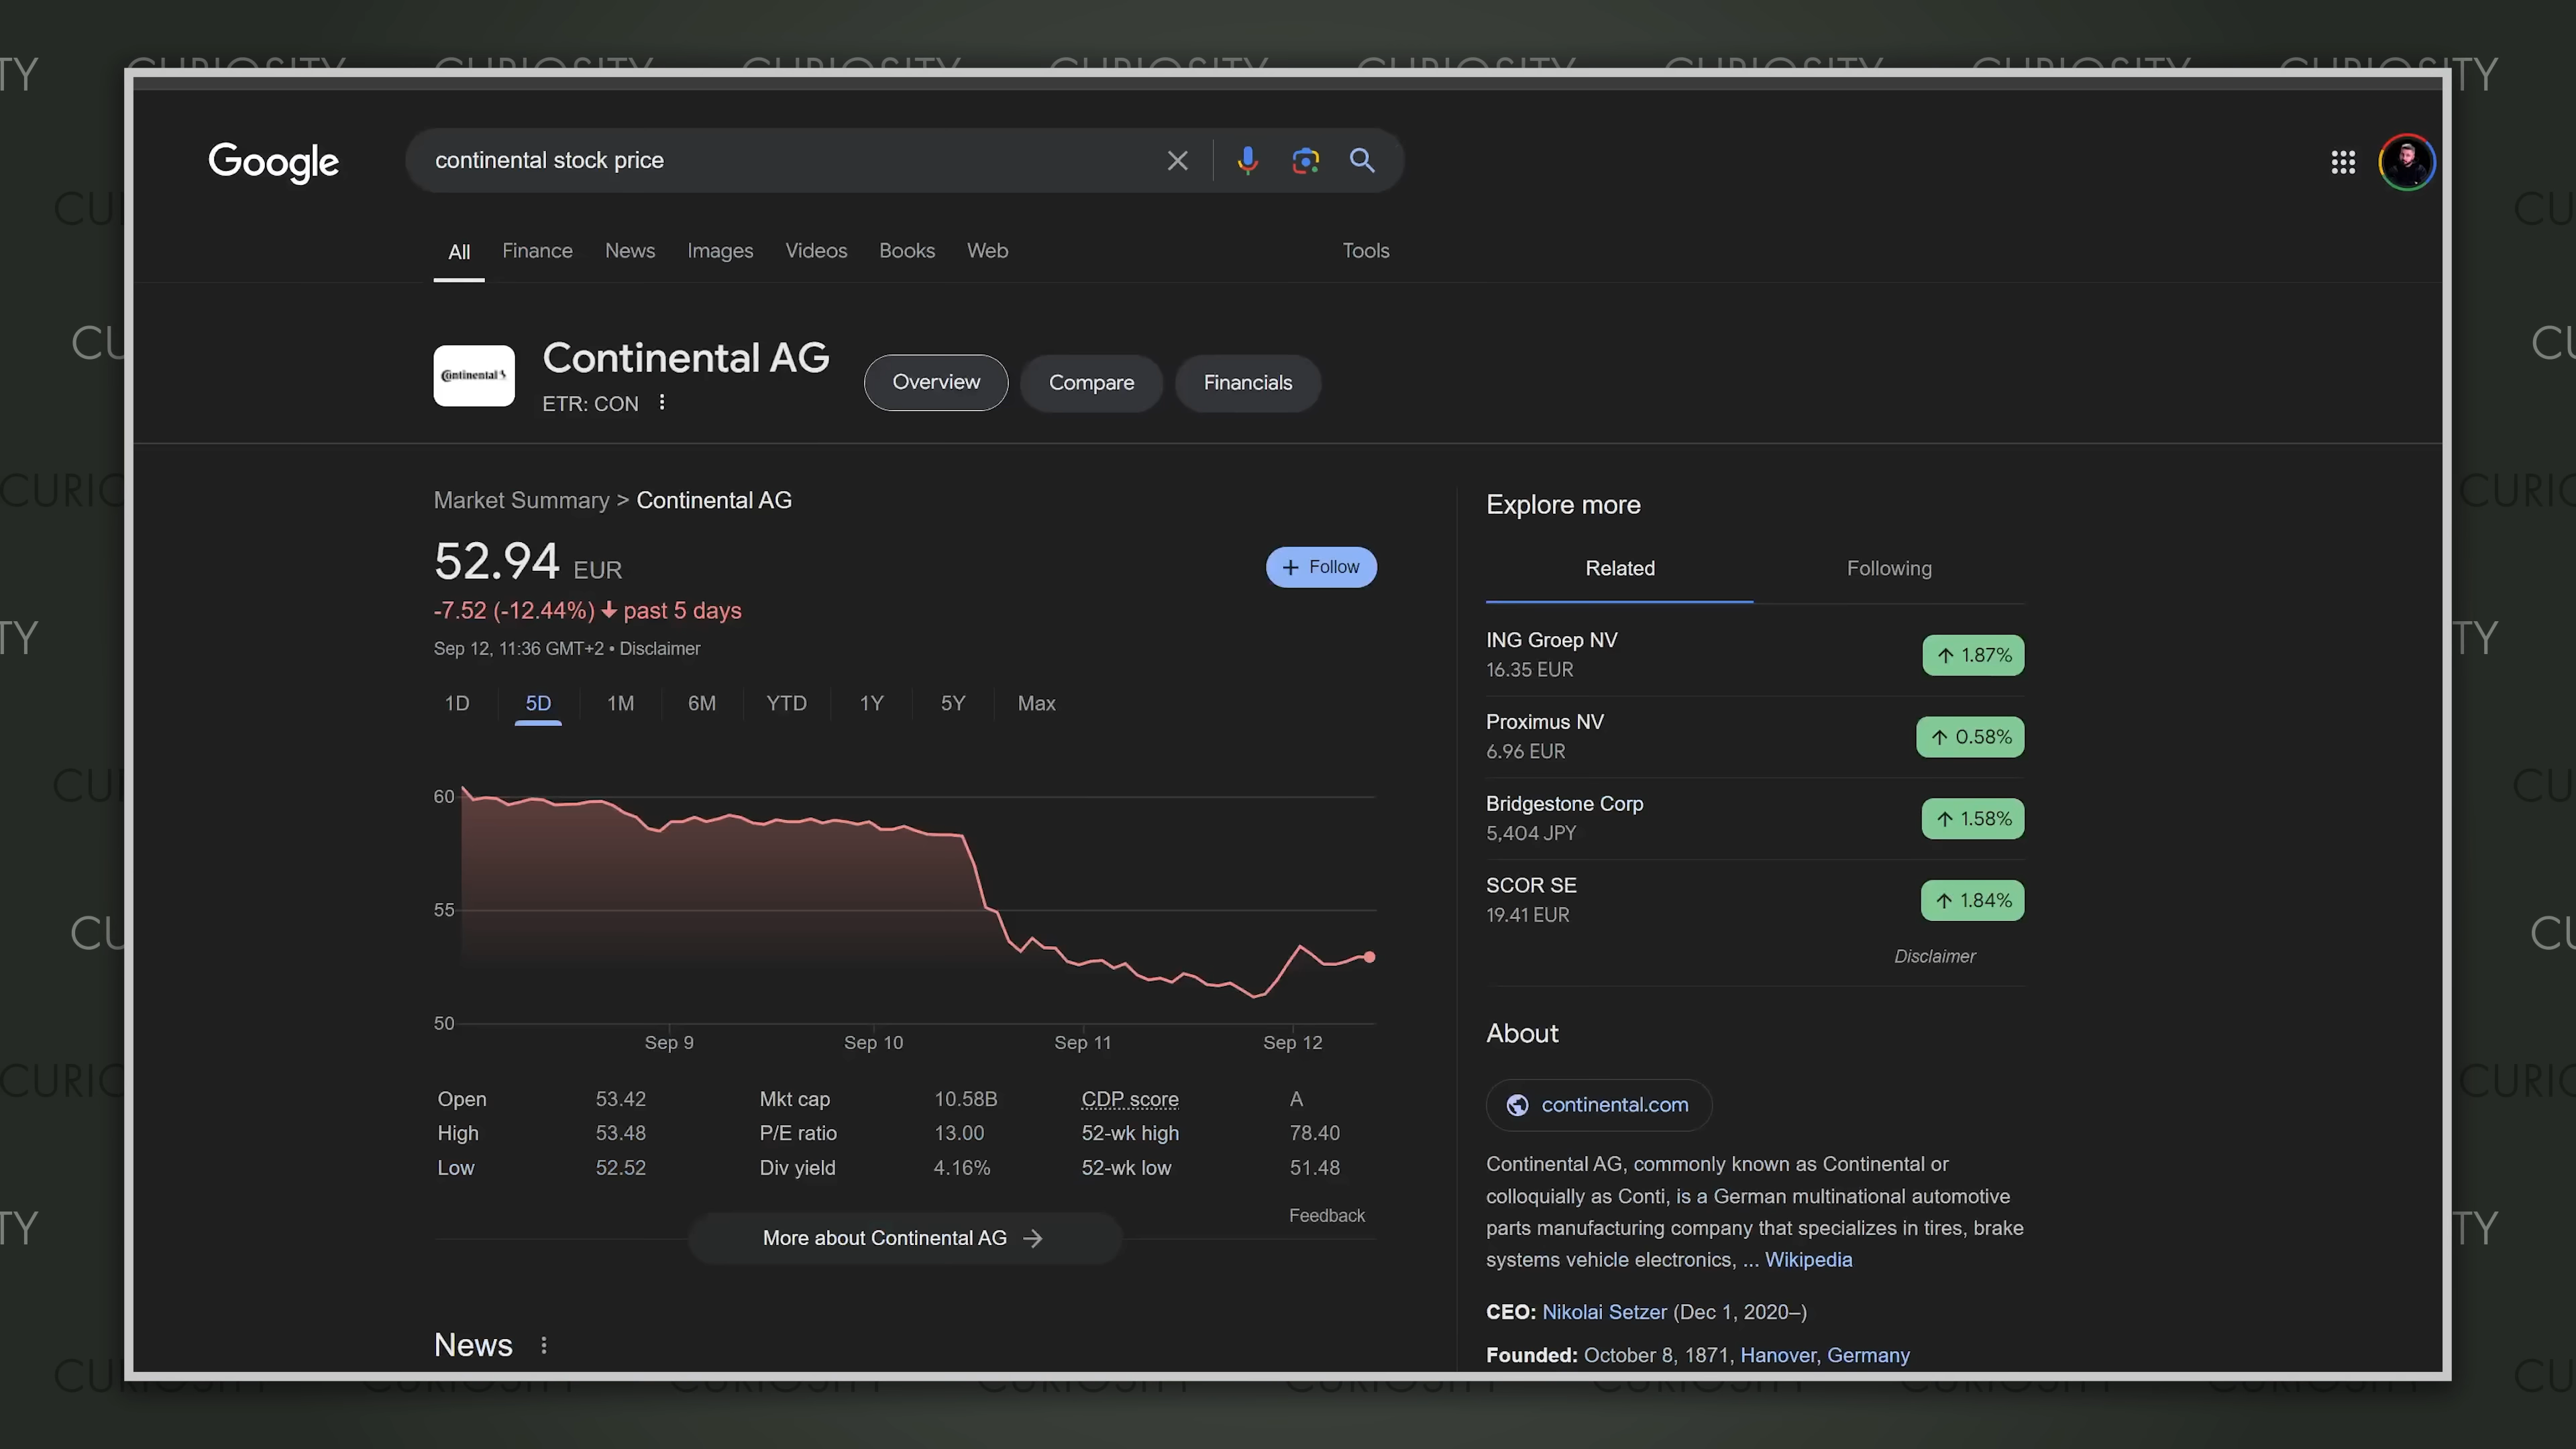 CURIOSITY CURIOSITY CURIOSITY CURIOSITY CURIOSITY CURIOSITY CURIOSITY
Google
continental stock price
All Finance News Images Videos Books Web Tools
Continental
Continental AG
ETR: CON
Overview Compare Financials
Market Summary > Continental AG
52.94 EUR
+ Follow
-7.52 (-12.44%) ↓ past 5 days
Sep 12, 11:36 GMT+2 • Disclaimer
1D 5D 1M 6M YTD 1Y 5Y Max
60
55
50
Sep 9 Sep 10 Sep 11 Sep 12
Open 53.42 Mkt cap 10.58B CDP score A
High 53.48 P/E ratio 13.00 52-wk high 78.40
Low 52.52 Div yield 4.16% 52-wk low 51.48
Feedback
More about Continental AG →
News
Explore more
Related Following
ING Groep NV
16.35 EUR
↑ 1.87%
Proximus NV
6.96 EUR
↑ 0.58%
Bridgestone Corp
5,404 JPY
↑ 1.58%
SCOR SE
19.41 EUR
↑ 1.84%
Disclaimer
About
continental.com
Continental AG, commonly known as Continental or
colloquially as Conti, is a German multinational automotive
parts manufacturing company that specializes in tires, brake
systems vehicle electronics, ... Wikipedia
CEO: Nikolai Setzer (Dec 1, 2020–)
Founded: October 8, 1871, Hanover, Germany